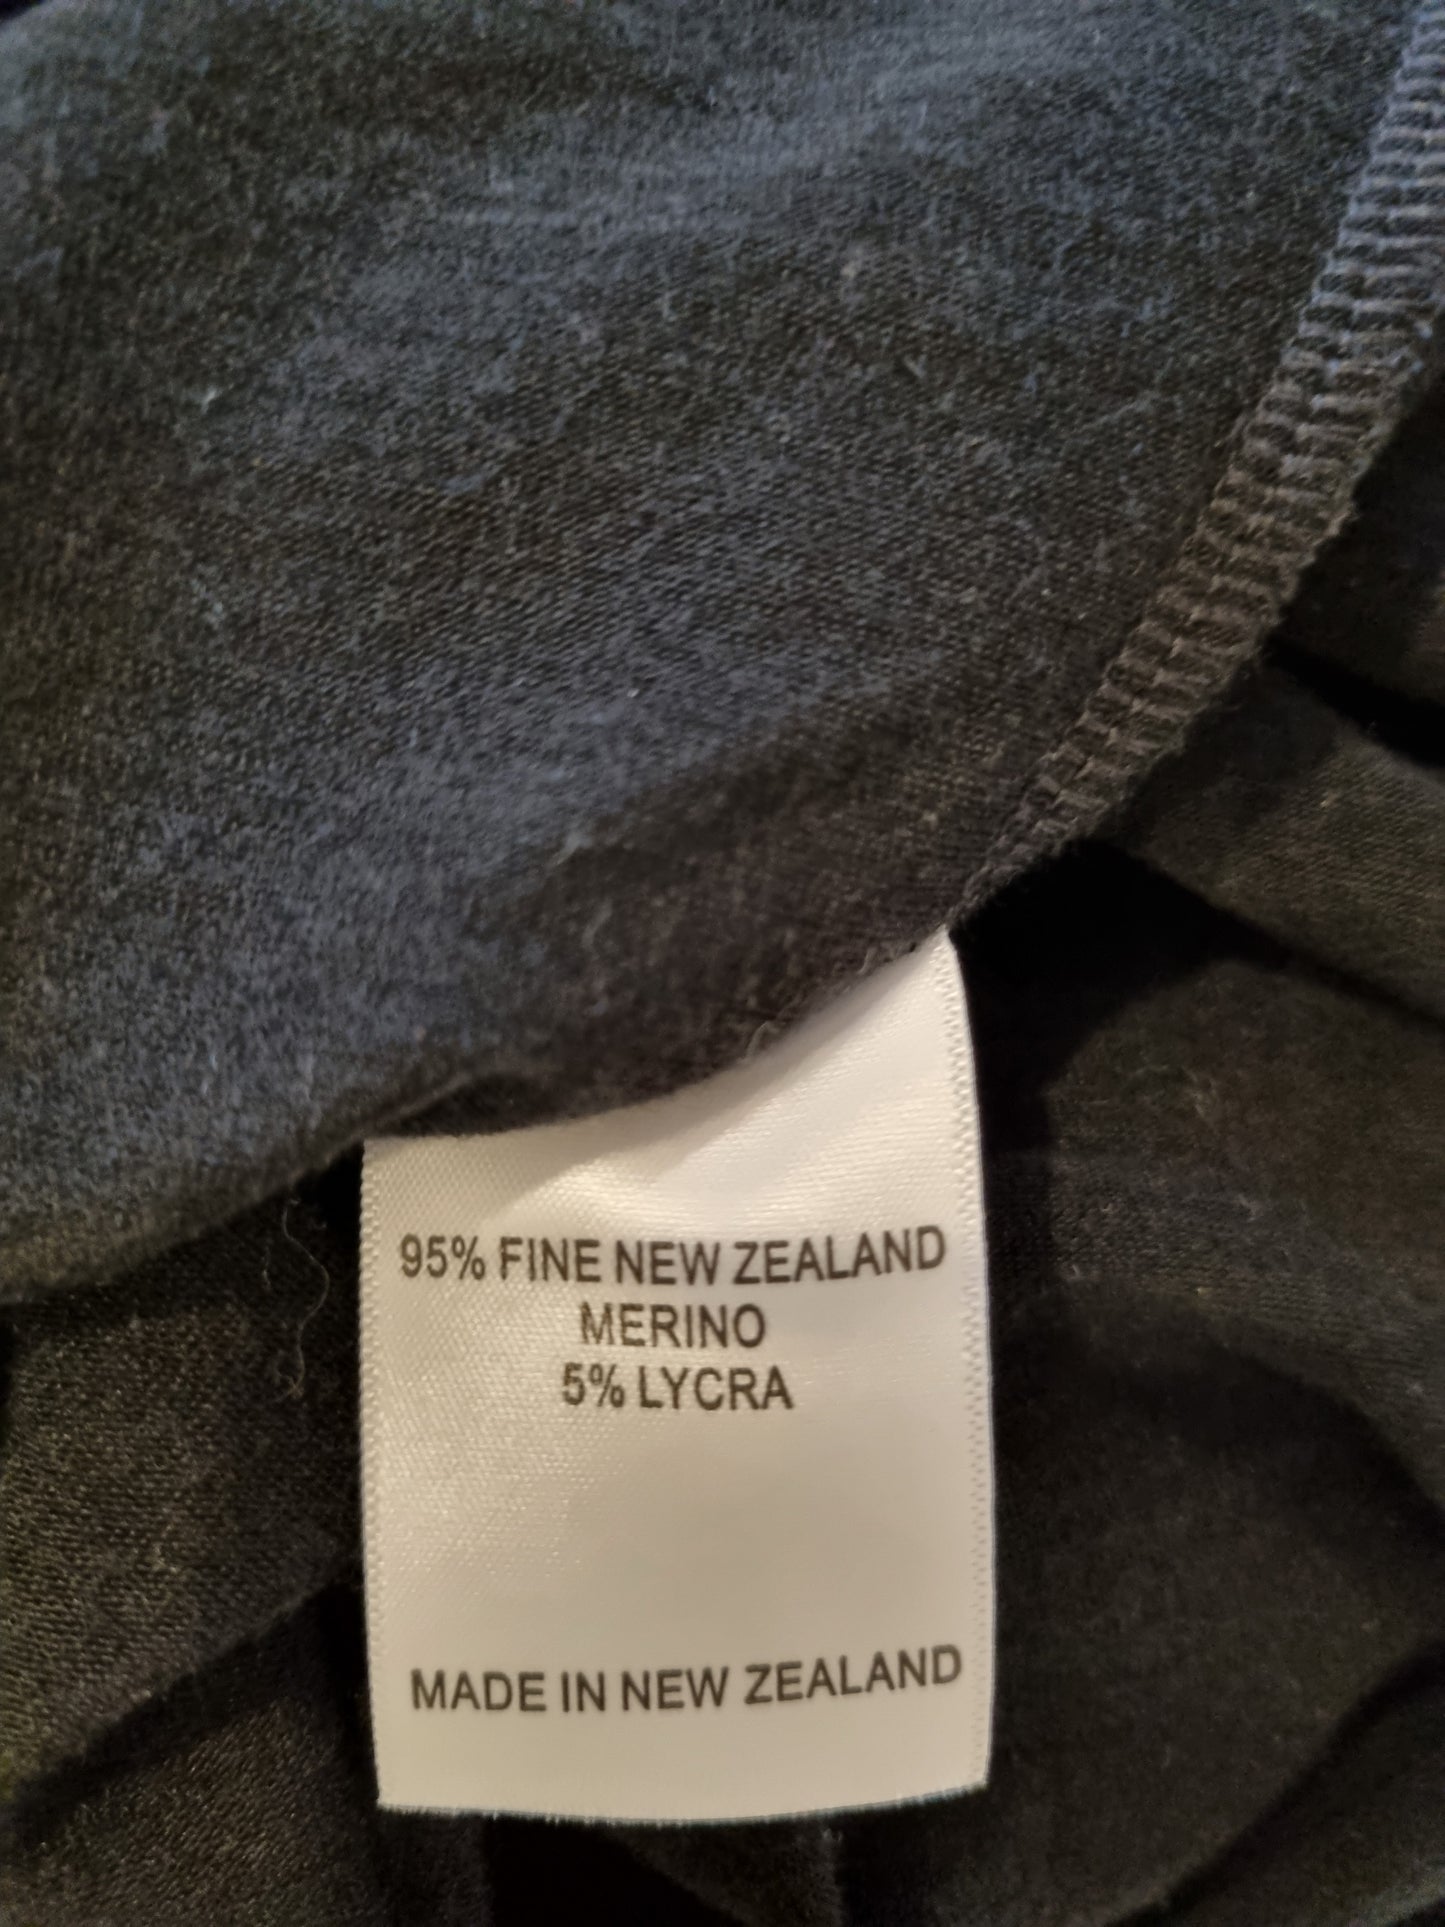 95% FINE NEW ZEALAND
MERINO
5% LYCRA
MADE IN NEW ZEALAND